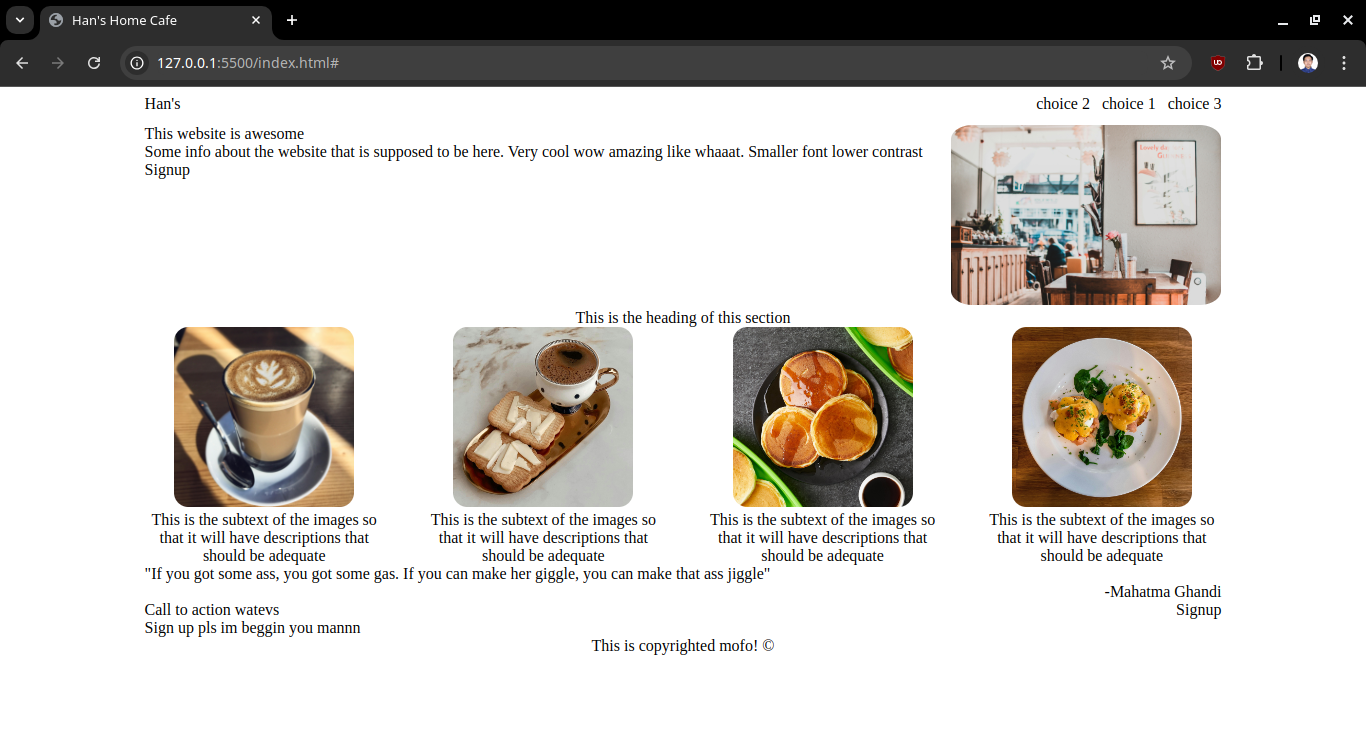 Han's Home Cafe
127.0.0.1:5500/index.html#
Han's
choice 2 choice 1 choice 3
This website is awesome
Some info about the website that is supposed to be here. Very cool wow amazing like whaaat. Smaller font lower contrast
Signup
This is the heading of this section
This is the subtext of the images so
that it will have descriptions that
should be adequate
This is the subtext of the images so
that it will have descriptions that
should be adequate
This is the subtext of the images so
that it will have descriptions that
should be adequate
This is the subtext of the images so
that it will have descriptions that
should be adequate
"If you got some ass, you got some gas. If you can make her giggle, you can make that ass jiggle"
-Mahatma Ghandi
Call to action watevs
Signup
Sign up pls im beggin you mannn
This is copyrighted mofo! ©